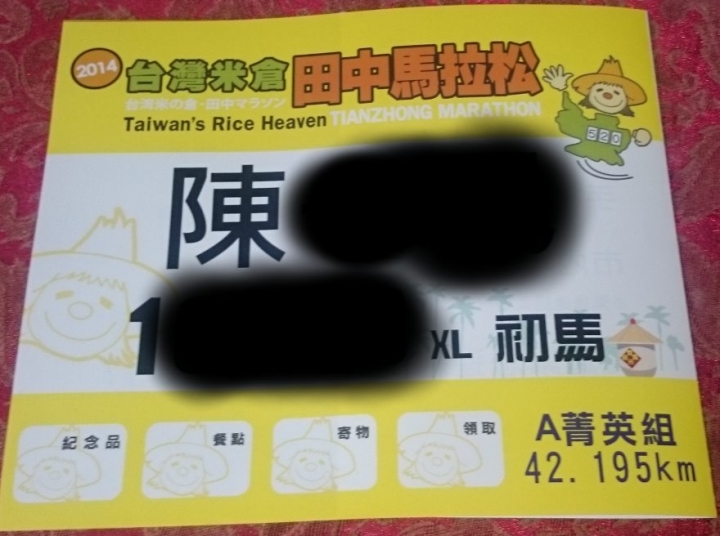 2014 台灣米倉 田中馬拉松
台湾米の倉・田中マラソン
Taiwan's Rice Heaven TIANZHONG MARATHON
520
陳
1 XL 初馬
紀念品 餐點 寄物 領取
A菁英組
42.195km